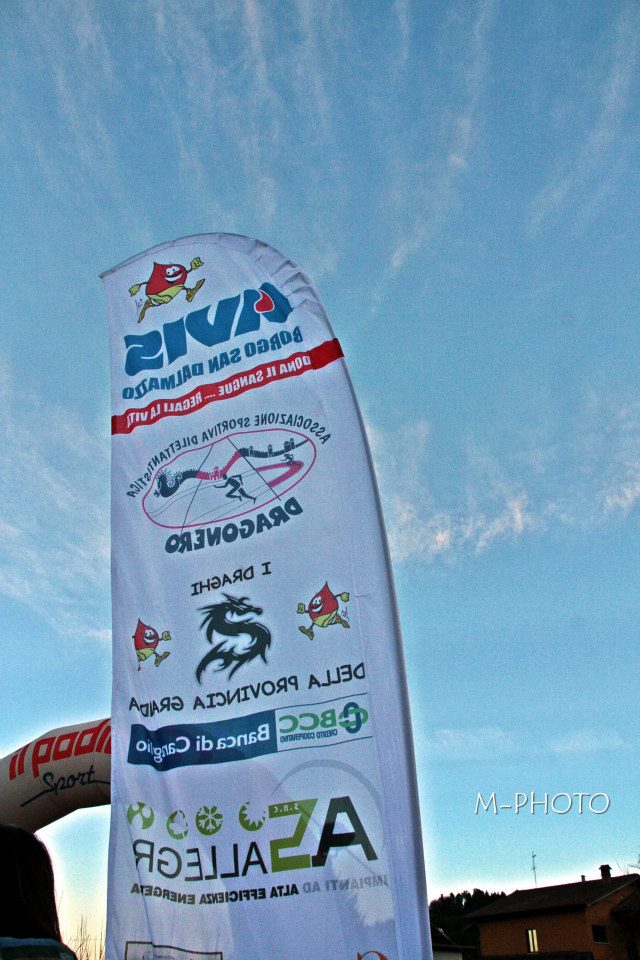 AVIS
BORGO SAN DALMAZZO
DONA IL SANGUE .... REGALI LA VITA
ASSOCIAZIONE SPORTIVA DILETTANTISTICA
DRAGONERO
I DRAGHI
DELLA PROVINCIA GRANDA
BCC
CREDITO COOPERATIVO
Banca di Caraglio
il podio
Sport
M-PHOTO
S.N.C.
AS
ALLEGRI
IMPIANTI AD ALTA EFFICIENZA ENERGETICA